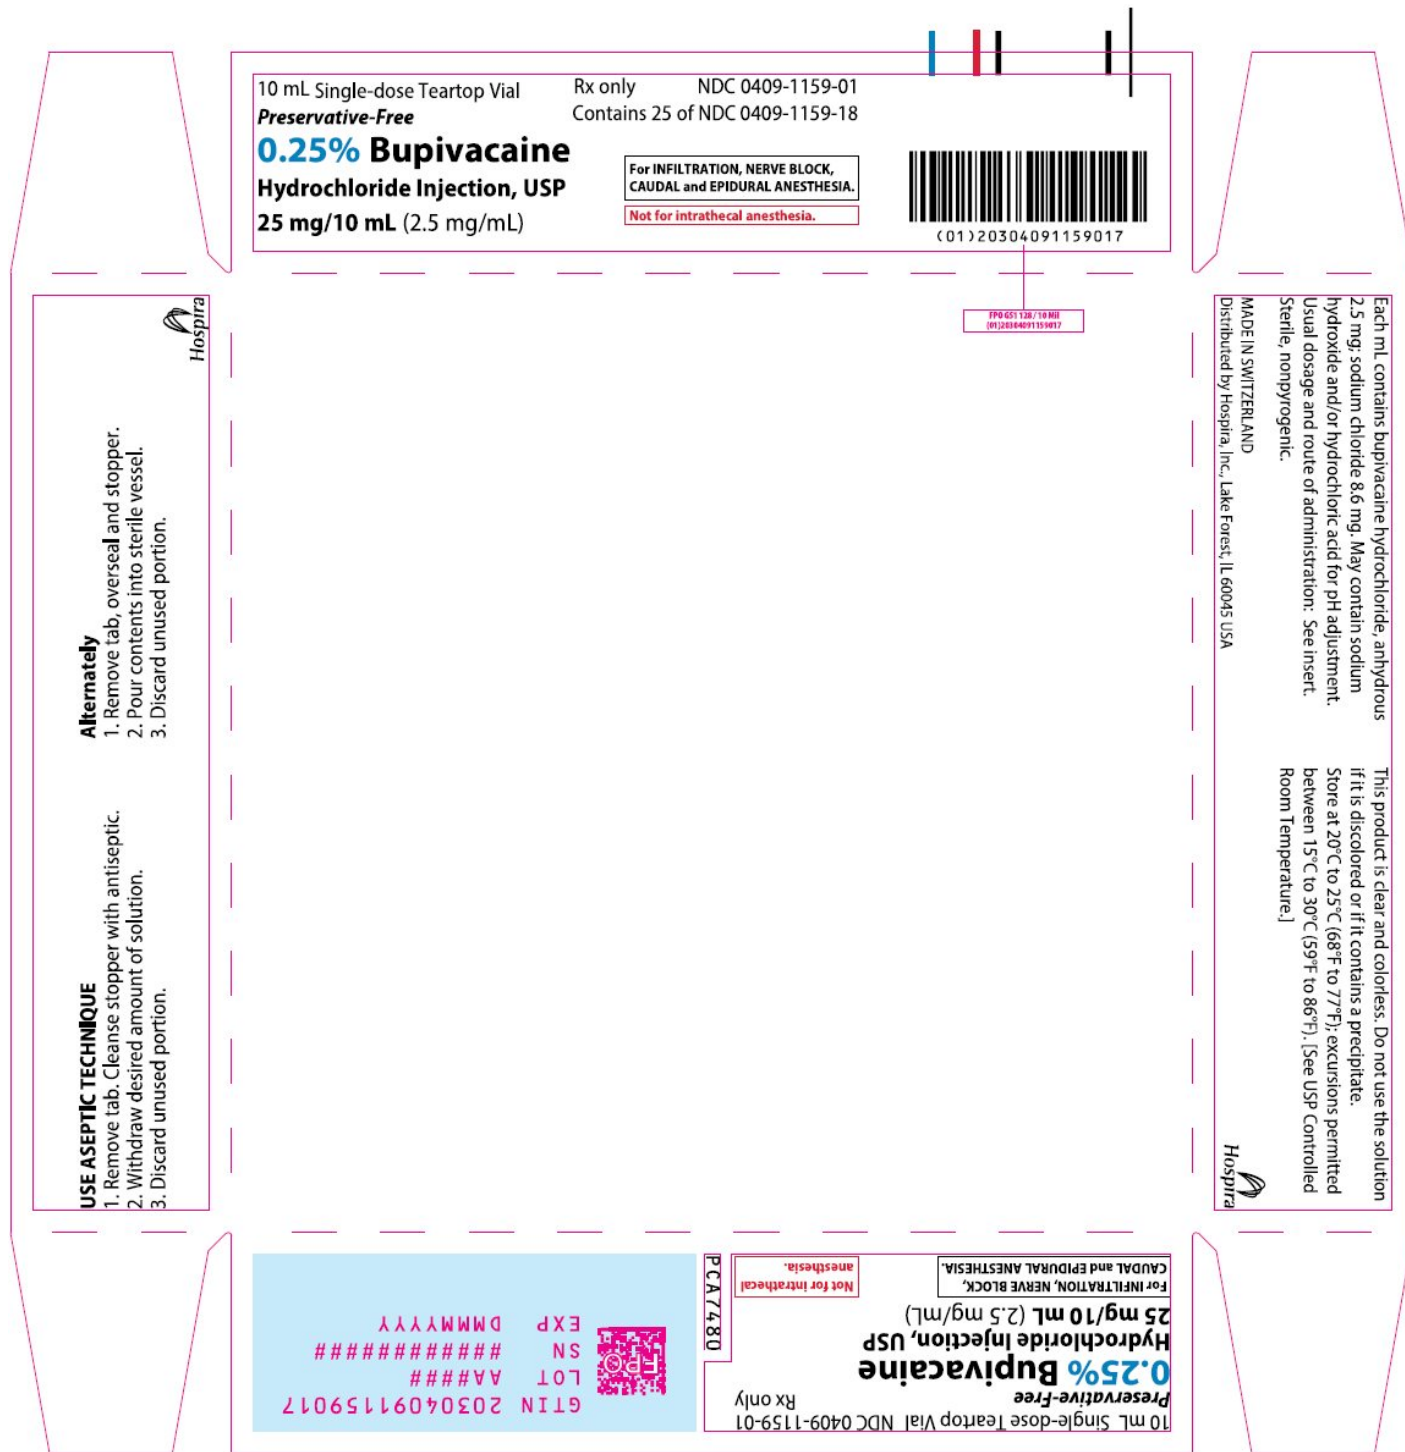 10 mL Single-dose Teartop Vial
Preservative-Free
0.25% Bupivacaine
Hydrochloride Injection, USP
25 mg/10 mL (2.5 mg/mL)
Rx only NDC 0409-1159-01
Contains 25 of NDC 0409-1159-18
For INFILTRATION, NERVE BLOCK,
CAUDAL and EPIDURAL ANESTHESIA.
Not for intrathecal anesthesia.
(01)20304091159017
FPO GS1 128 / 10 Mil
(01)20304091159017
Hospira
USE ASEPTIC TECHNIQUE
1. Remove tab. Cleanse stopper with antiseptic.
2. Withdraw desired amount of solution.
3. Discard unused portion.
Alternately
1. Remove tab, overseal and stopper.
2. Pour contents into sterile vessel.
3. Discard unused portion.
Each mL contains bupivacaine hydrochloride, anhydrous
2.5 mg; sodium chloride 8.6 mg. May contain sodium
hydroxide and/or hydrochloric acid for pH adjustment.
Usual dosage and route of administration: See insert.
Sterile, nonpyrogenic.
MADE IN SWITZERLAND
Distributed by Hospira, Inc., Lake Forest, IL 60045 USA
This product is clear and colorless. Do not use the solution
if it is discolored or if it contains a precipitate.
Store at 20°C to 25°C (68°F to 77°F); excursions permitted
between 15°C to 30°C (59°F to 86°F). [See USP Controlled
Room Temperature.]
Hospira
10 mL Single-dose Teartop Vial NDC 0409-1159-01
Preservative-Free Rx only
0.25% Bupivacaine
Hydrochloride Injection, USP
25 mg/10 mL (2.5 mg/mL)
For INFILTRATION, NERVE BLOCK,
CAUDAL and EPIDURAL ANESTHESIA.
Not for intrathecal
anesthesia.
PCA7480
GTIN 20304091159017
LOT AA#####
SN ############
EXP DMMMYYYY
FPO